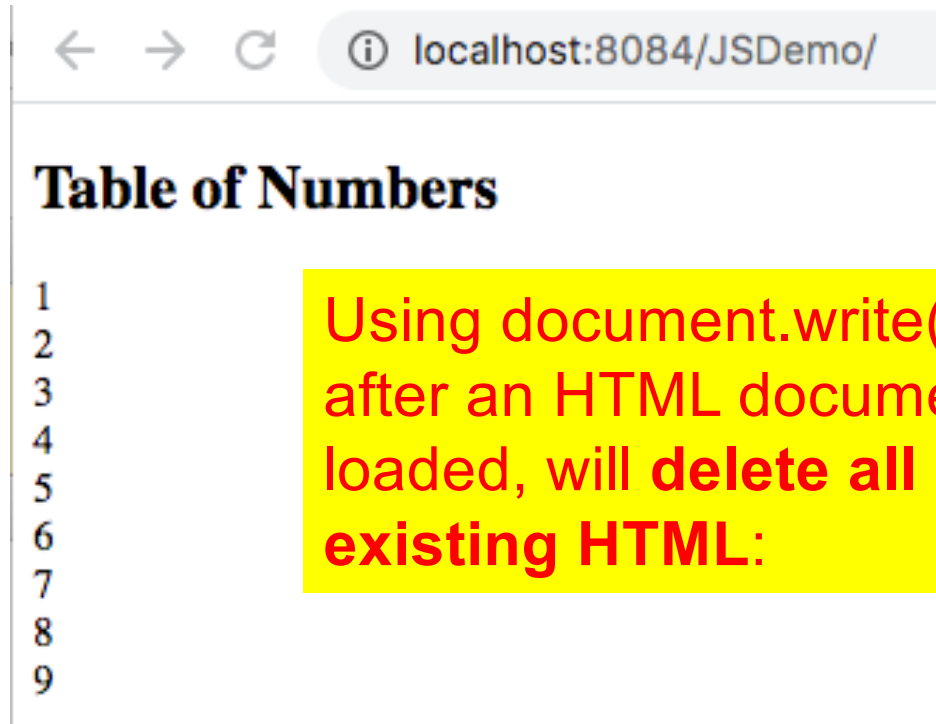 localhost:8084/JSDemo/
Table of Numbers
1
2
3
4
5
6
7
8
9
Using document.write(
after an HTML docume
loaded, will delete all
existing HTML: